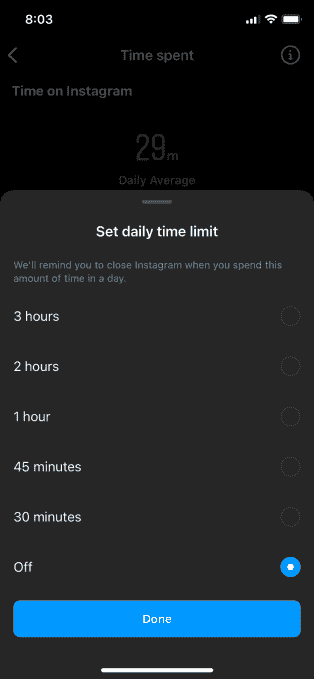 8:03
Time spent
Time on Instagram
29m
Daily Average
Set daily time limit
We'll remind you to close Instagram when you spend this
amount of time in a day.
3 hours
2 hours
1 hour
45 minutes
30 minutes
Off
Done